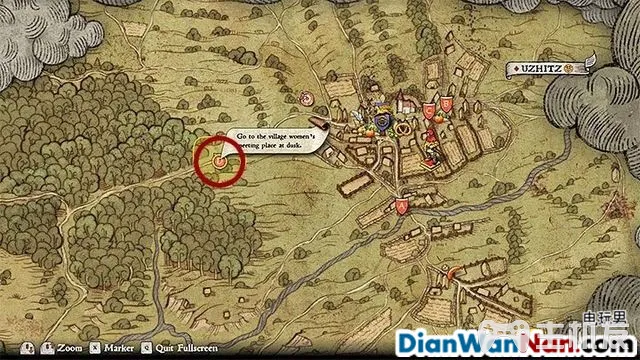 UZHITZ
Go to the village women's
meeting place at dusk.
C
B
A
Zoom
X Marker
Q Quit Fullscreen
电玩男
DianWanNan.com